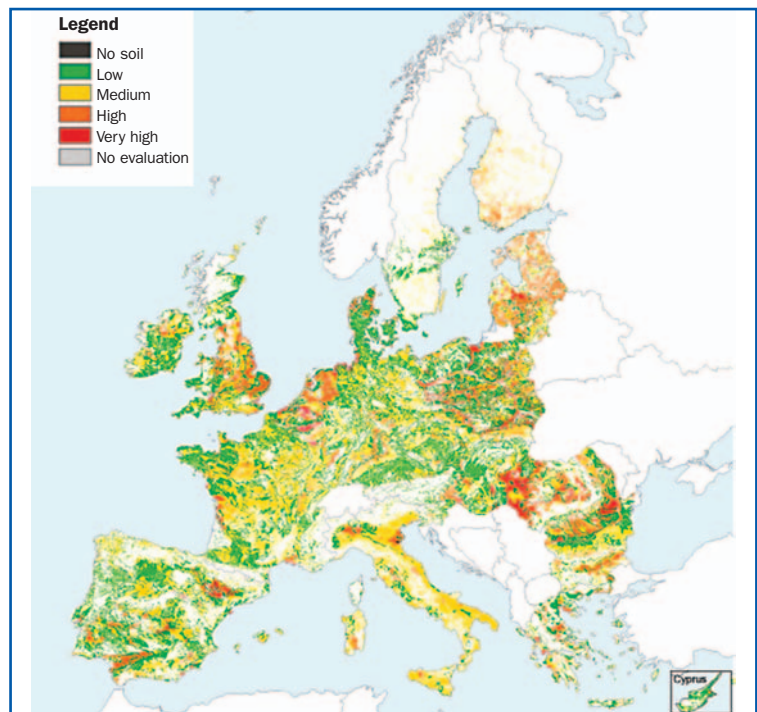 Legend
No soil
Low
Medium
High
Very high
No evaluation
Cyprus